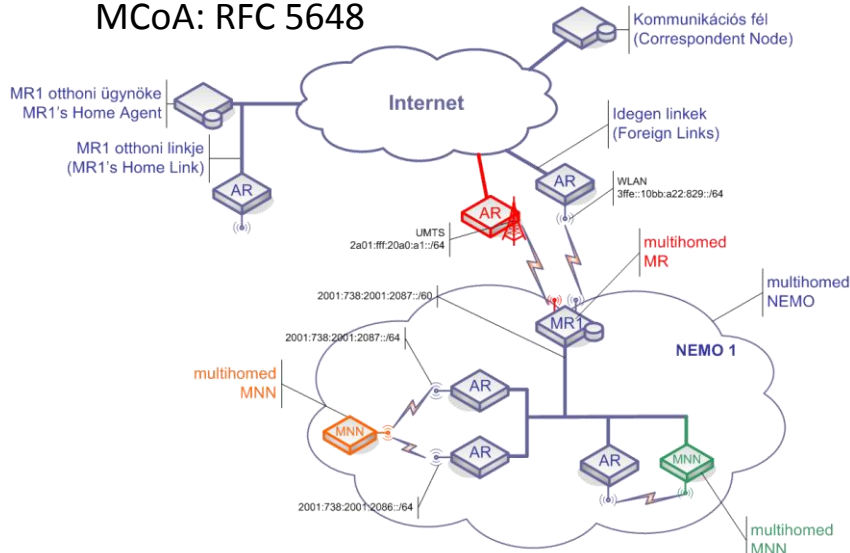 MCoA: RFC 5648
Kommunikációs fél
(Correspondent Node)
MR1 otthoni ügynöke
MR1's Home Agent
Internet
Idegen linkek
(Foreign Links)
MR1 otthoni linkje
(MR1's Home Link)
AR
AR
WLAN
3ffe::10bb:a22:829::/64
AR
UMTS
2a01:fff:20a0:a1::/64
multihomed
MR
multihomed
NEMO
2001:738:2001:2087::/60
MR1
NEMO 1
2001:738:2001:2087::/64
multihomed
MNN
AR
MNN
AR
AR
MNN
2001:738:2001:2086::/64
multihomed
MNN